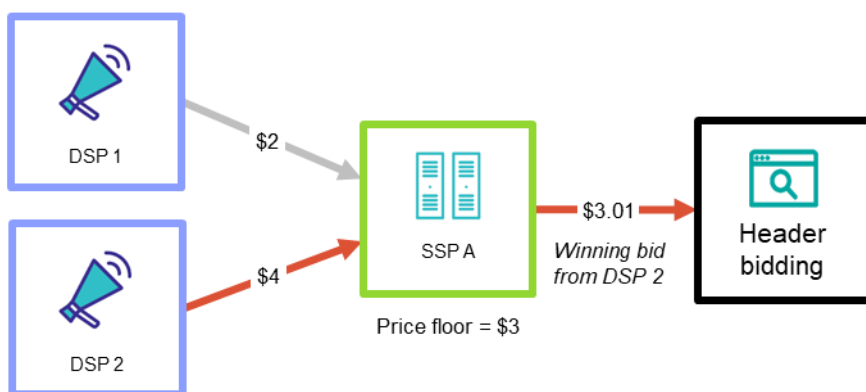 DSP 1
$2
DSP 2
$4
SSP A
Price floor = $3
$3.01
Winning bid
from DSP 2
Header
bidding